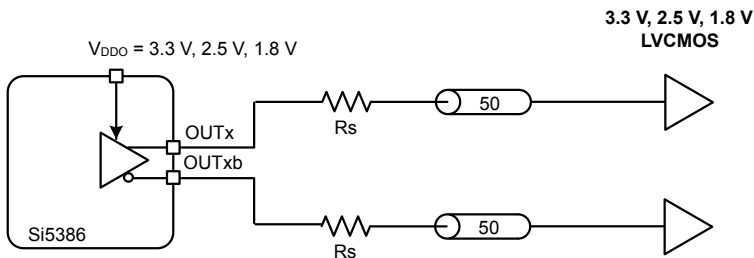 3.3 V, 2.5 V, 1.8 V
LVCMOS
VDDO = 3.3 V, 2.5 V, 1.8 V
OUTx
Rs
50
OUTxb
Si5386
Rs
50